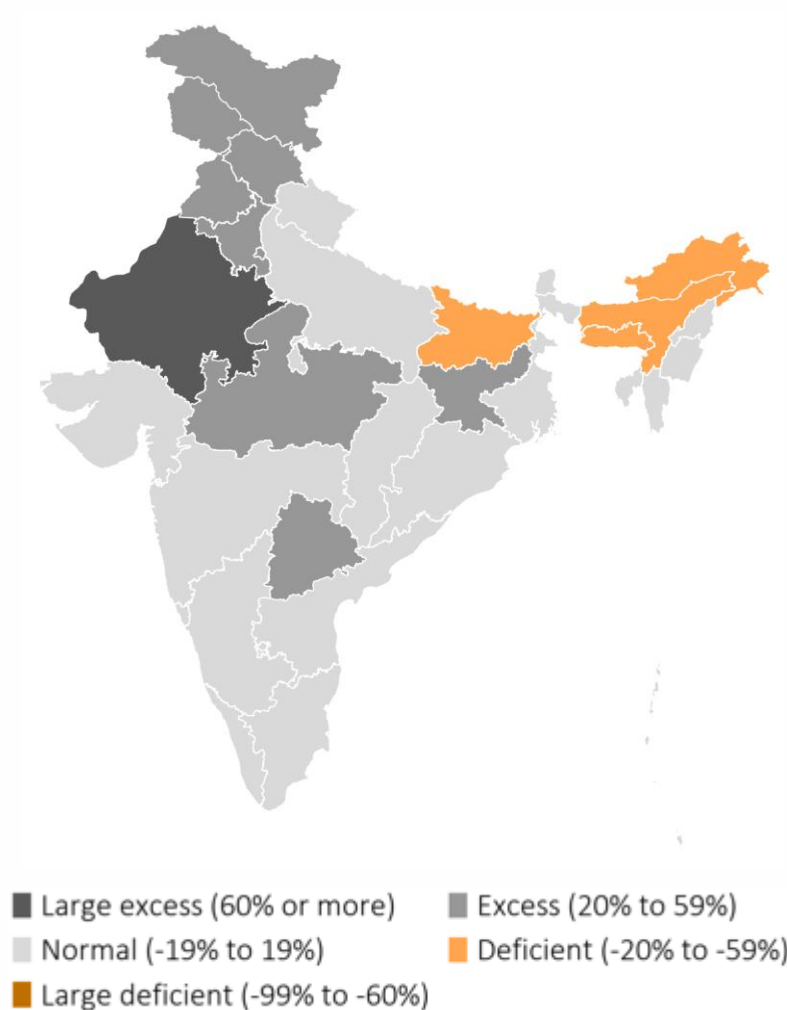 Large excess (60% or more) Excess (20% to 59%)
Normal (-19% to 19%) Deficient (-20% to -59%)
Large deficient (-99% to -60%)